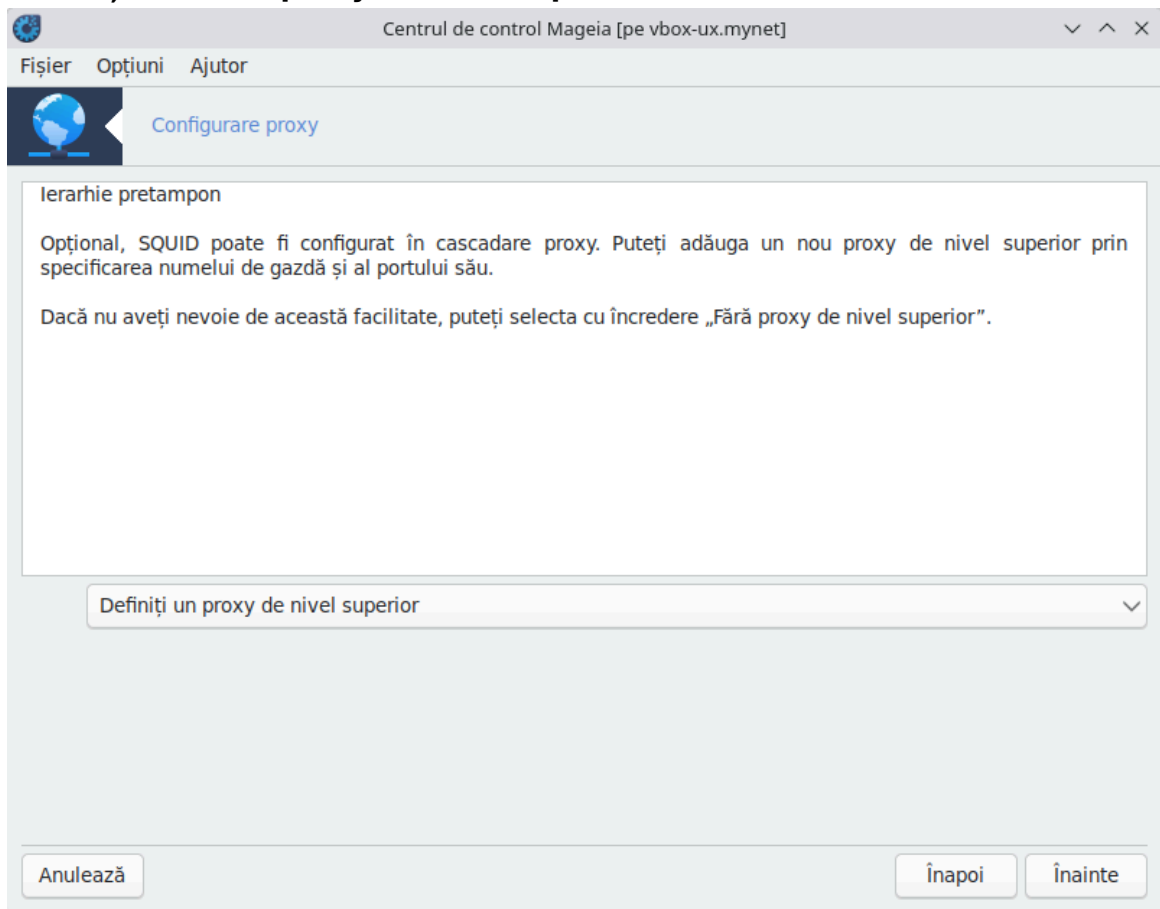 Centrul de control Mageia [pe vbox-ux.mynet]
Fișier Opțiuni Ajutor
Configurare proxy
Ierarhie pretampon
Opțional, SQUID poate fi configurat în cascadare proxy. Puteți adăuga un nou proxy de nivel superior prin
specificarea numelui de gazdă și al portului său.
Dacă nu aveți nevoie de această facilitate, puteți selecta cu încredere „Fără proxy de nivel superior”.
Definiți un proxy de nivel superior
Anulează Înapoi Înainte